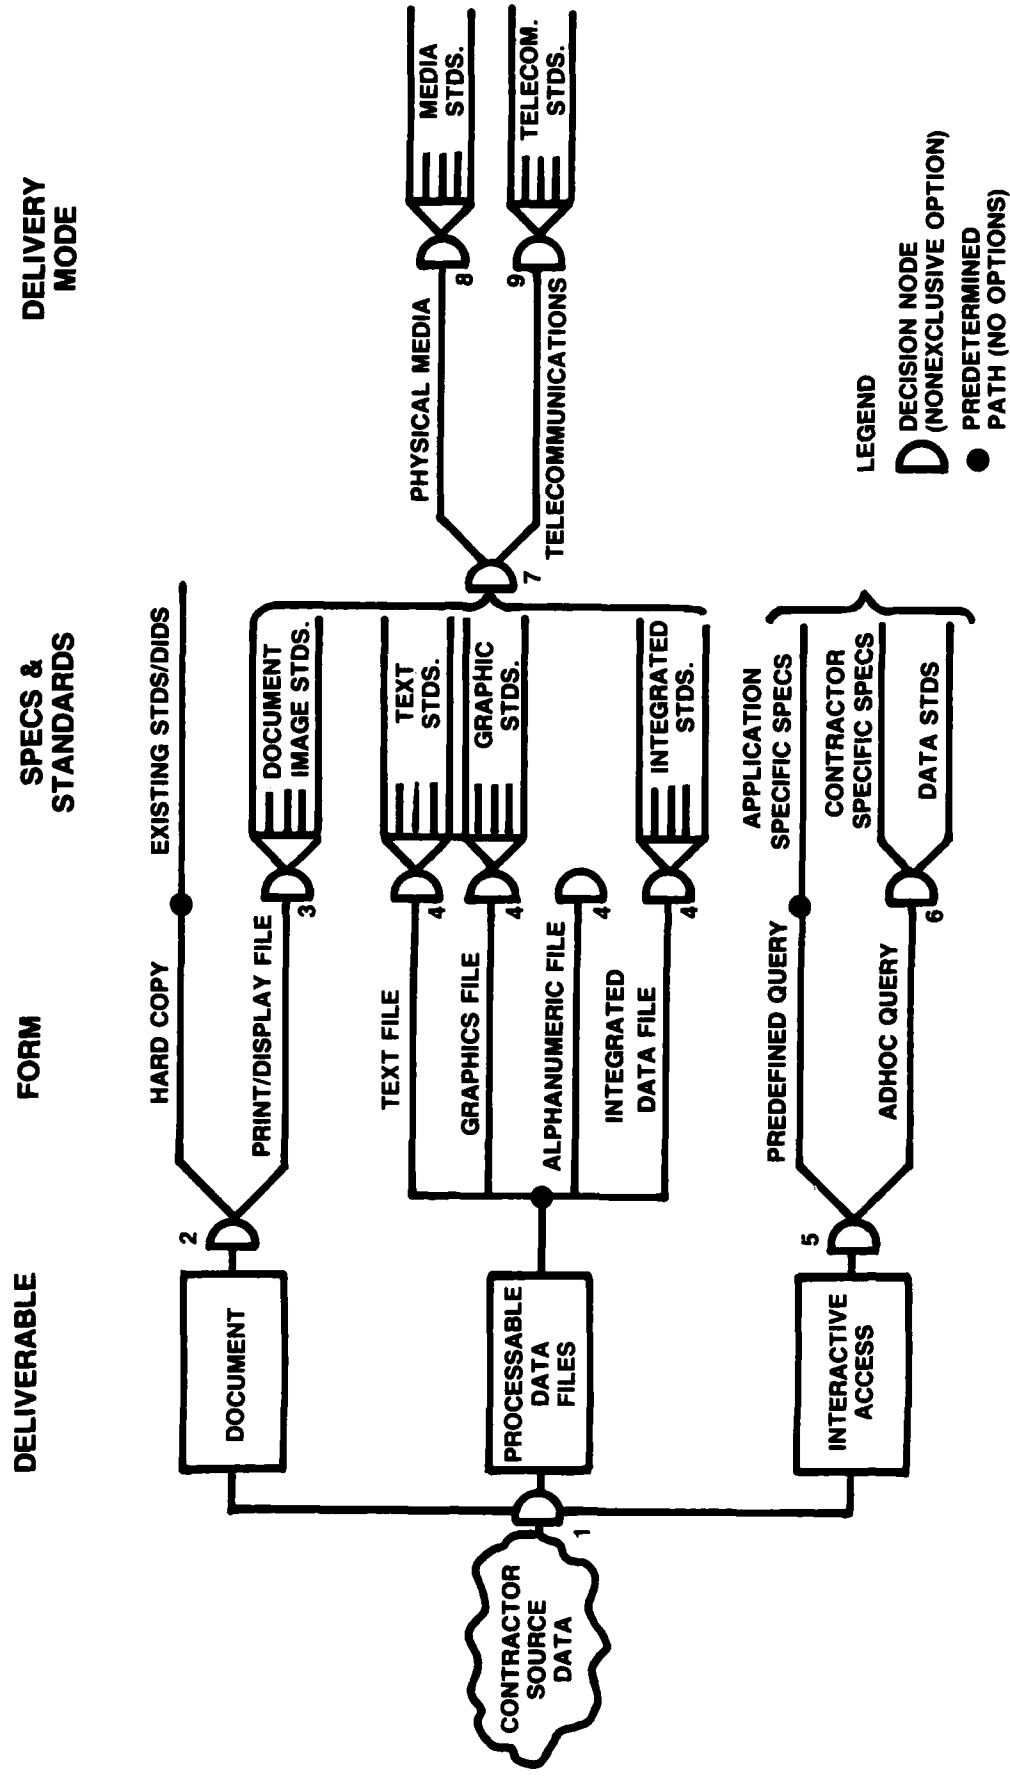 DELIVERABLE
FORM
SPECS &
STANDARDS
DELIVERY
MODE
CONTRACTOR
SOURCE
DATA
1
DOCUMENT
2
HARD COPY
EXISTING STDS/DIDS
PRINT/DISPLAY FILE
3
DOCUMENT
IMAGE STDS.
PROCESSABLE
DATA
FILES
TEXT FILE
4
TEXT
STDS.
GRAPHICS FILE
4
GRAPHIC
STDS.
ALPHANUMERIC FILE
4
INTEGRATED
DATA FILE
4
INTEGRATED
STDS.
7
PHYSICAL MEDIA
8
MEDIA
STDS.
TELECOMMUNICATIONS
9
TELECOM.
STDS.
INTERACTIVE
ACCESS
5
PREDEFINED QUERY
APPLICATION
SPECIFIC SPECS
ADHOC QUERY
6
CONTRACTOR
SPECIFIC SPECS
DATA STDS
LEGEND
DECISION NODE
(NONEXCLUSIVE OPTION)
PREDETERMINED
PATH (NO OPTIONS)